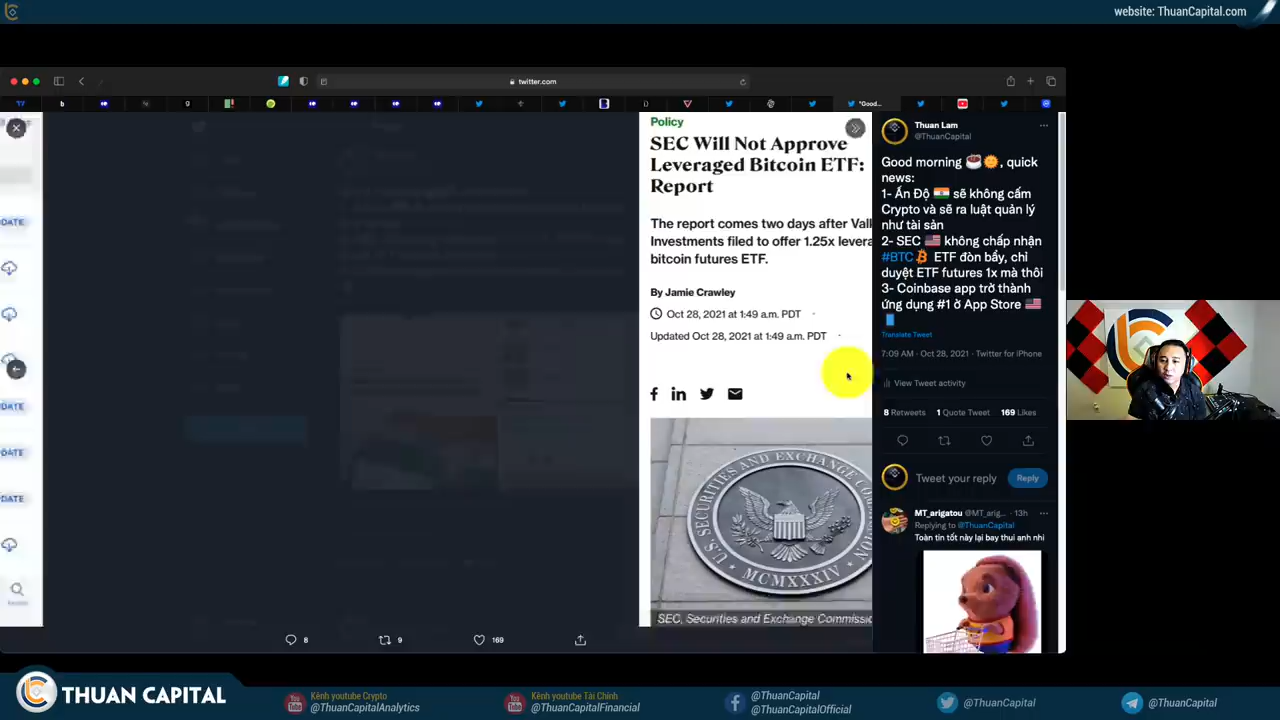 website: ThuanCapital.com
twitter.com
"Good...
Policy
SEC Will Not Approve
Leveraged Bitcoin ETF:
Report
The report comes two days after
Investments filed to offer 1.25x
bitcoin futures ETF.
By Jamie Crawley
Oct 28, 2021 at 1:49 a.m. PDT
Updated Oct 28, 2021 at 1:49 a.m. PDT
U.S. SECURITIES AND EXCHANGE
MCMXXXIV
SEC, Securities and Exchange
8
9
169
Thuan Lam
@ThuanCapital
Good morning ☕🌞, quick
news:
1- Ấn Độ 🇮🇳 sẽ không cấm
Crypto và sẽ ra luật quản lý
như tài sản
2- SEC 🇺🇸 không chấp nhận
#BTC ETF đòn bẩy, chỉ
duyệt ETF futures 1x mà thôi
3- Coinbase app trở thành
ứng dụng #1 ở App Store 🇺🇸
📱
Translate Tweet
7:09 AM · Oct 28, 2021 · Twitter for iPhone
View Tweet activity
8 Retweets 1 Quote Tweet 169 Likes
Tweet your reply
Reply
MT_arigatou @MT_arig... · 13h
Replying to @ThuanCapital
Toàn tin tốt này lại bay thui anh nhi
THUAN CAPITAL
Kênh youtube Crypto
@ThuanCapitalAnalytics
Kênh youtube Tài Chính
@ThuanCapitalFinancial
@ThuanCapital
@ThuanCapitalOfficial
@ThuanCapital
@ThuanCapital